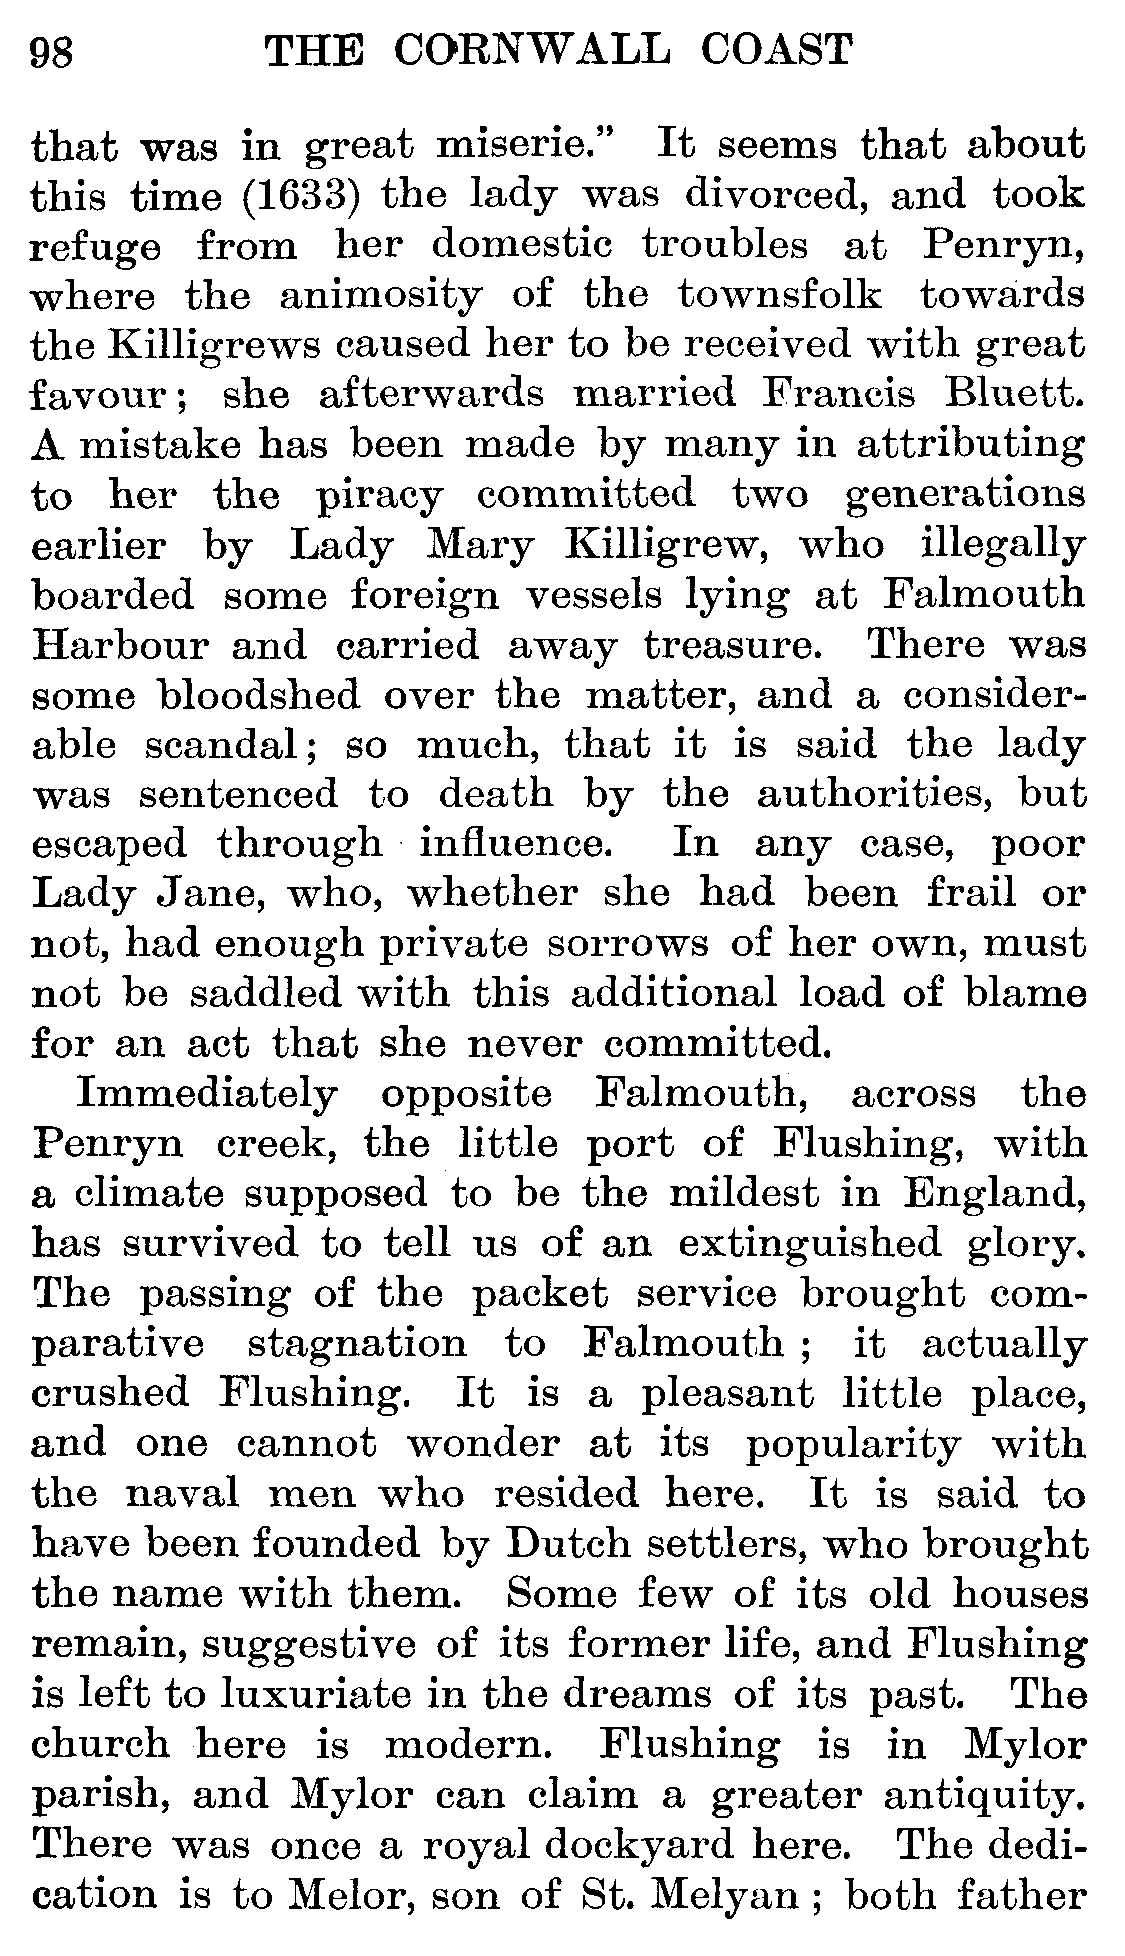 98 THE CORNWALL COAST
that was in great miserie.” It seems that about
this time (1633) the lady was divorced, and took
refuge from her domestic troubles at Penryn,
where the animosity of the townsfolk towards
the Killigrews caused her to be received with great
favour; she afterwards married Francis Bluett.
A mistake has been made by many in attributing
to her the piracy committed two generations
earlier by Lady Mary Killigrew, who illegally
boarded some foreign vessels lying at Falmouth
Harbour and carried away treasure. There was
some bloodshed over the matter, and a consider-
able scandal; so much, that it is said the lady
was sentenced to death by the authorities, but
escaped through influence. In any case, poor
Lady Jane, who, whether she had been frail or
not, had enough private sorrows of her own, must
not be saddled with this additional load of blame
for an act that she never committed.
Immediately opposite Falmouth, across the
Penryn creek, the little port of Flushing, with
a climate supposed to be the mildest in England,
has survived to tell us of an extinguished glory.
The passing of the packet service brought com-
parative stagnation to Falmouth; it actually
crushed Flushing. It is a pleasant little place,
and one cannot wonder at its popularity with
the naval men who resided here. It is said to
have been founded by Dutch settlers, who brought
the name with them. Some few of its old houses
remain, suggestive of its former life, and Flushing
is left to luxuriate in the dreams of its past. The
church here is modern. Flushing is in Mylor
parish, and Mylor can claim a greater antiquity.
There was once a royal dockyard here. The dedi-
cation is to Melor, son of St. Melyan; both father